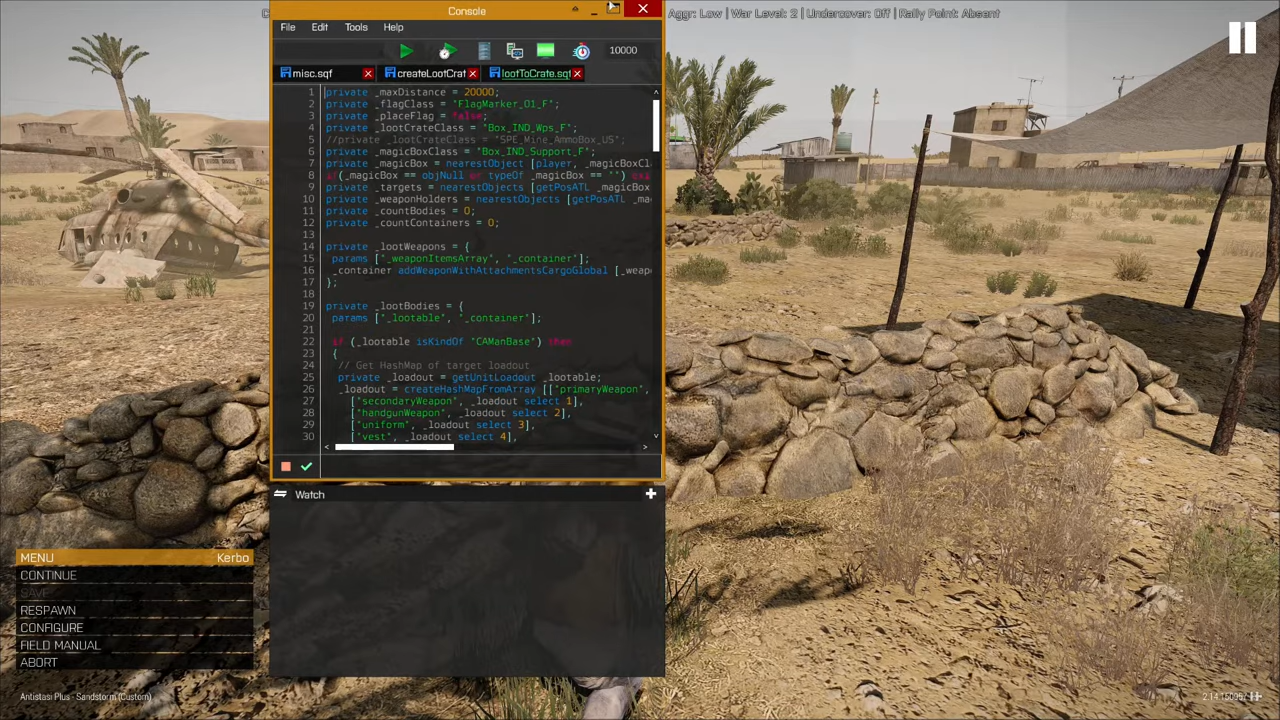 Console
Aggr: Low | War Level: 2 | Undercover: Off | Rally Point: Absent
File Edit Tools Help
10000
misc.sqf createLootCrat lootToCrate.sqf
1 private _maxDistance = 20000;
2 private _flagClass = "FlagMarker_01_F";
3 private _placeFlag = false;
4 private _lootCrateClass = "Box_IND_Wps_F";
5 //private _lootCrateClass = "SPE_Mine_AmmoBox_US";
6 private _magicBoxClass = "Box_IND_Support_F";
7 private _magicBox = nearestObject [player, _magicBoxCl
8 if(_magicBox == objNull or typeOf _magicBox == '') exi
9 private _targets = nearestObjects [getPosATL _magicBox
10 private _weaponHolders = nearestObjects [getPosATL _ma
11 private _countBodies = 0;
12 private _countContainers = 0;
13
14 private _lootWeapons = {
15 params ["_weaponItemsArray", "_container"];
16 _container addWeaponWithAttachmentsCargoGlobal [_weap
17 };
18
19 private _lootBodies = {
20 params ["_lootable", "_container"];
21
22 if (_lootable isKindOf "CAManBase") then
23 {
24 // Get HashMap of target loadout
25 private _loadout = getUnitLoadout _lootable;
26 _loadout = createHashMapFromArray [["primaryWeapon",
27 ["secondaryWeapon", _loadout select 1],
28 ["handgunWeapon", _loadout select 2],
29 ["uniform", _loadout select 3],
30 ["vest", _loadout select 4],
Watch
MENU Kerbo
CONTINUE
SAVE
RESPAWN
CONFIGURE
FIELD MANUAL
ABORT
Antistasi Plus - Sandstorm (Custom)